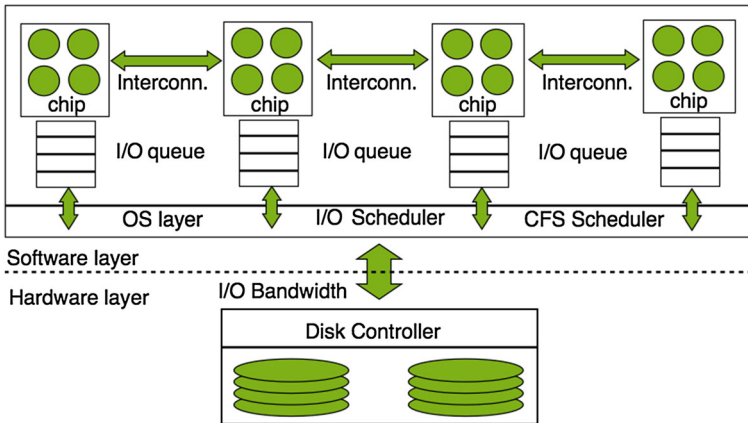 chip
Interconn.
chip
Interconn.
chip
Interconn.
chip
I/O queue
I/O queue
I/O queue
OS layer
I/O Scheduler
CFS Scheduler
Software layer
Hardware layer
I/O Bandwidth
Disk Controller